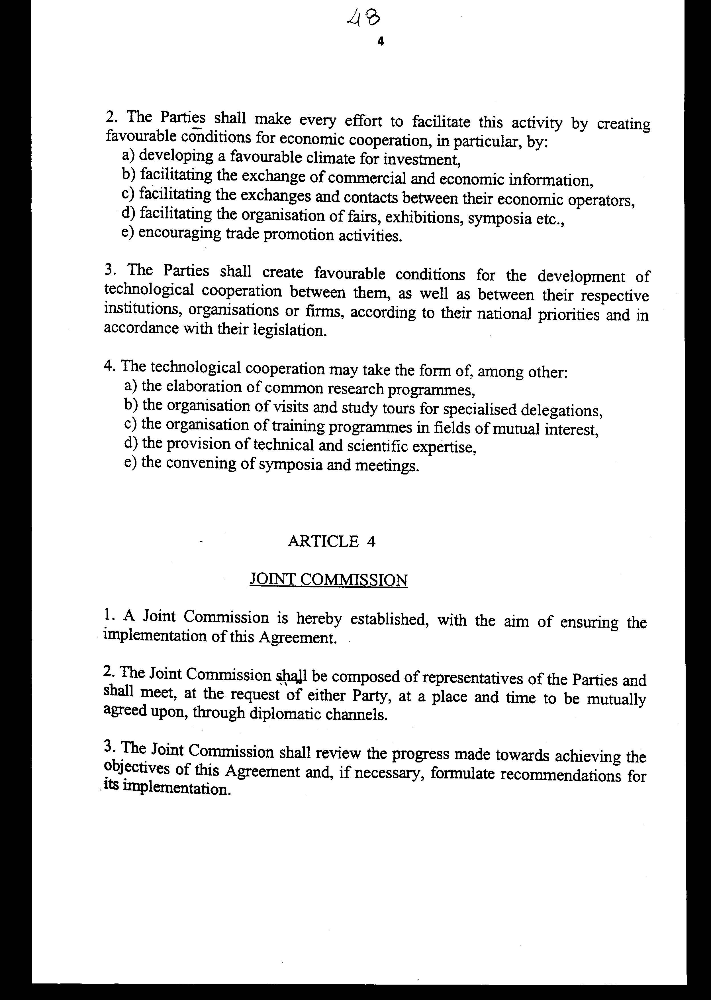 48
4
2. The Parties shall make every effort to facilitate this activity by creating
favourable conditions for economic cooperation, in particular, by:
a) developing a favourable climate for investment,
b) facilitating the exchange of commercial and economic information,
c) facilitating the exchanges and contacts between their economic operators,
d) facilitating the organisation of fairs, exhibitions, symposia etc.,
e) encouraging trade promotion activities.
3. The Parties shall create favourable conditions for the development of
technological cooperation between them, as well as between their respective
institutions, organisations or firms, according to their national priorities and in
accordance with their legislation.
4. The technological cooperation may take the form of, among other:
a) the elaboration of common research programmes,
b) the organisation of visits and study tours for specialised delegations,
c) the organisation of training programmes in fields of mutual interest,
d) the provision of technical and scientific expertise,
e) the convening of symposia and meetings.
ARTICLE 4
JOINT COMMISSION
1. A Joint Commission is hereby established, with the aim of ensuring the
implementation of this Agreement.
2. The Joint Commission shall be composed of representatives of the Parties and
shall meet, at the request of either Party, at a place and time to be mutually
agreed upon, through diplomatic channels.
3. The Joint Commission shall review the progress made towards achieving the
objectives of this Agreement and, if necessary, formulate recommendations for
its implementation.